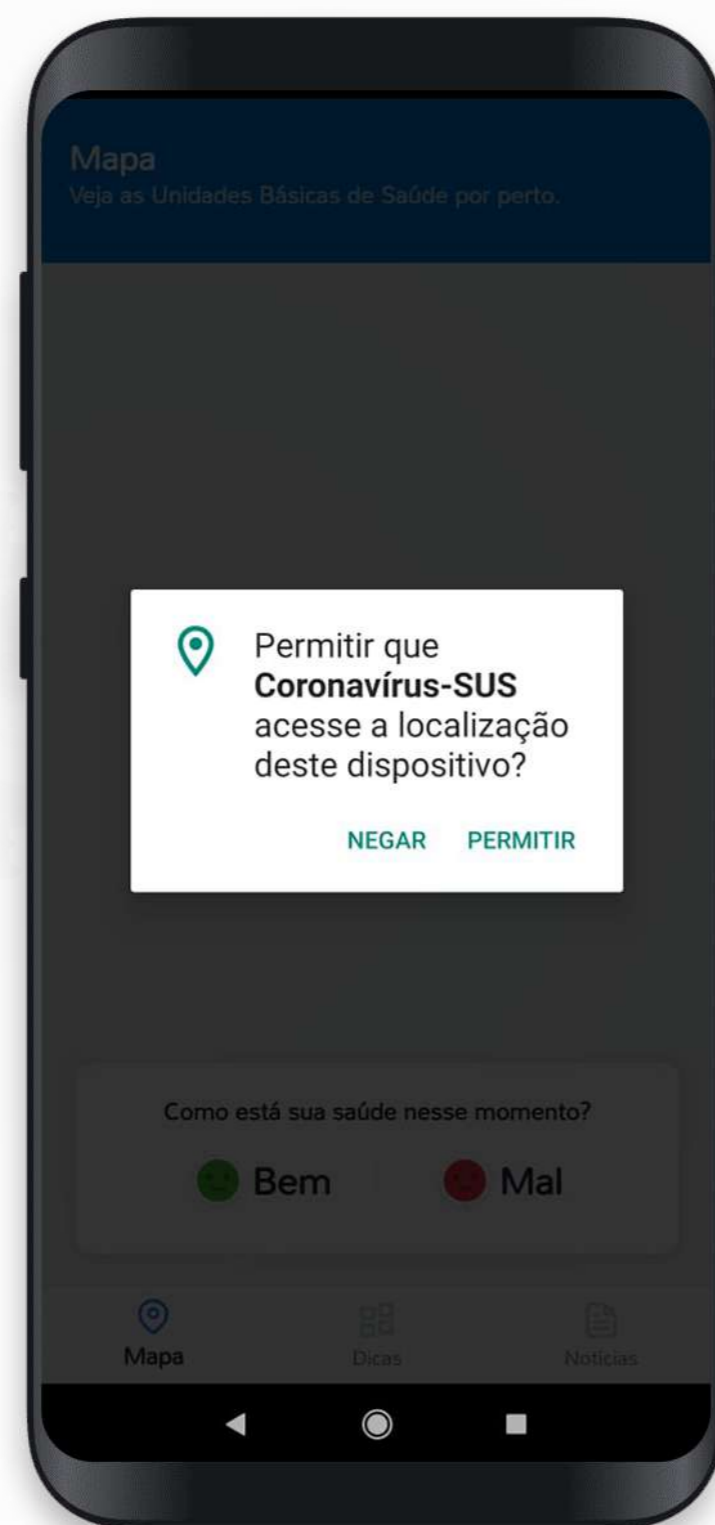 Mapa
Veja as Unidades Básicas de Saúde por perto.
Permitir que
Coronavírus-SUS
acesse a localização
deste dispositivo?
NEGAR PERMITIR
Como está sua saúde nesse momento?
Bem Mal
Mapa Dicas Notícias